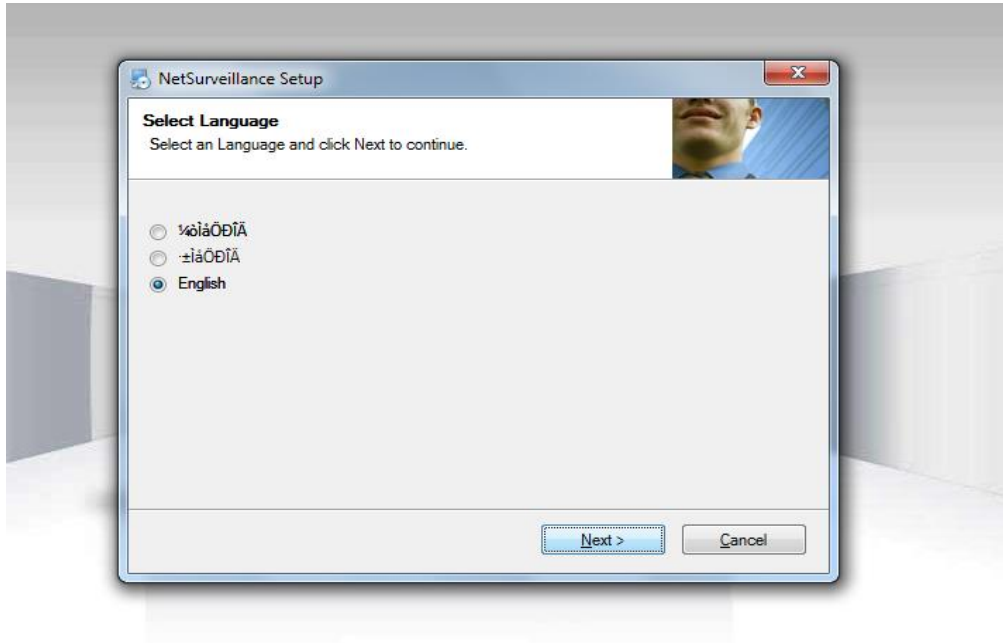 NetSurveillance Setup
Select Language
Select an Language and click Next to continue.
¼òÌåÖÐÎÄ
·±ÌåÖÐÎÄ
English
Next >
Cancel